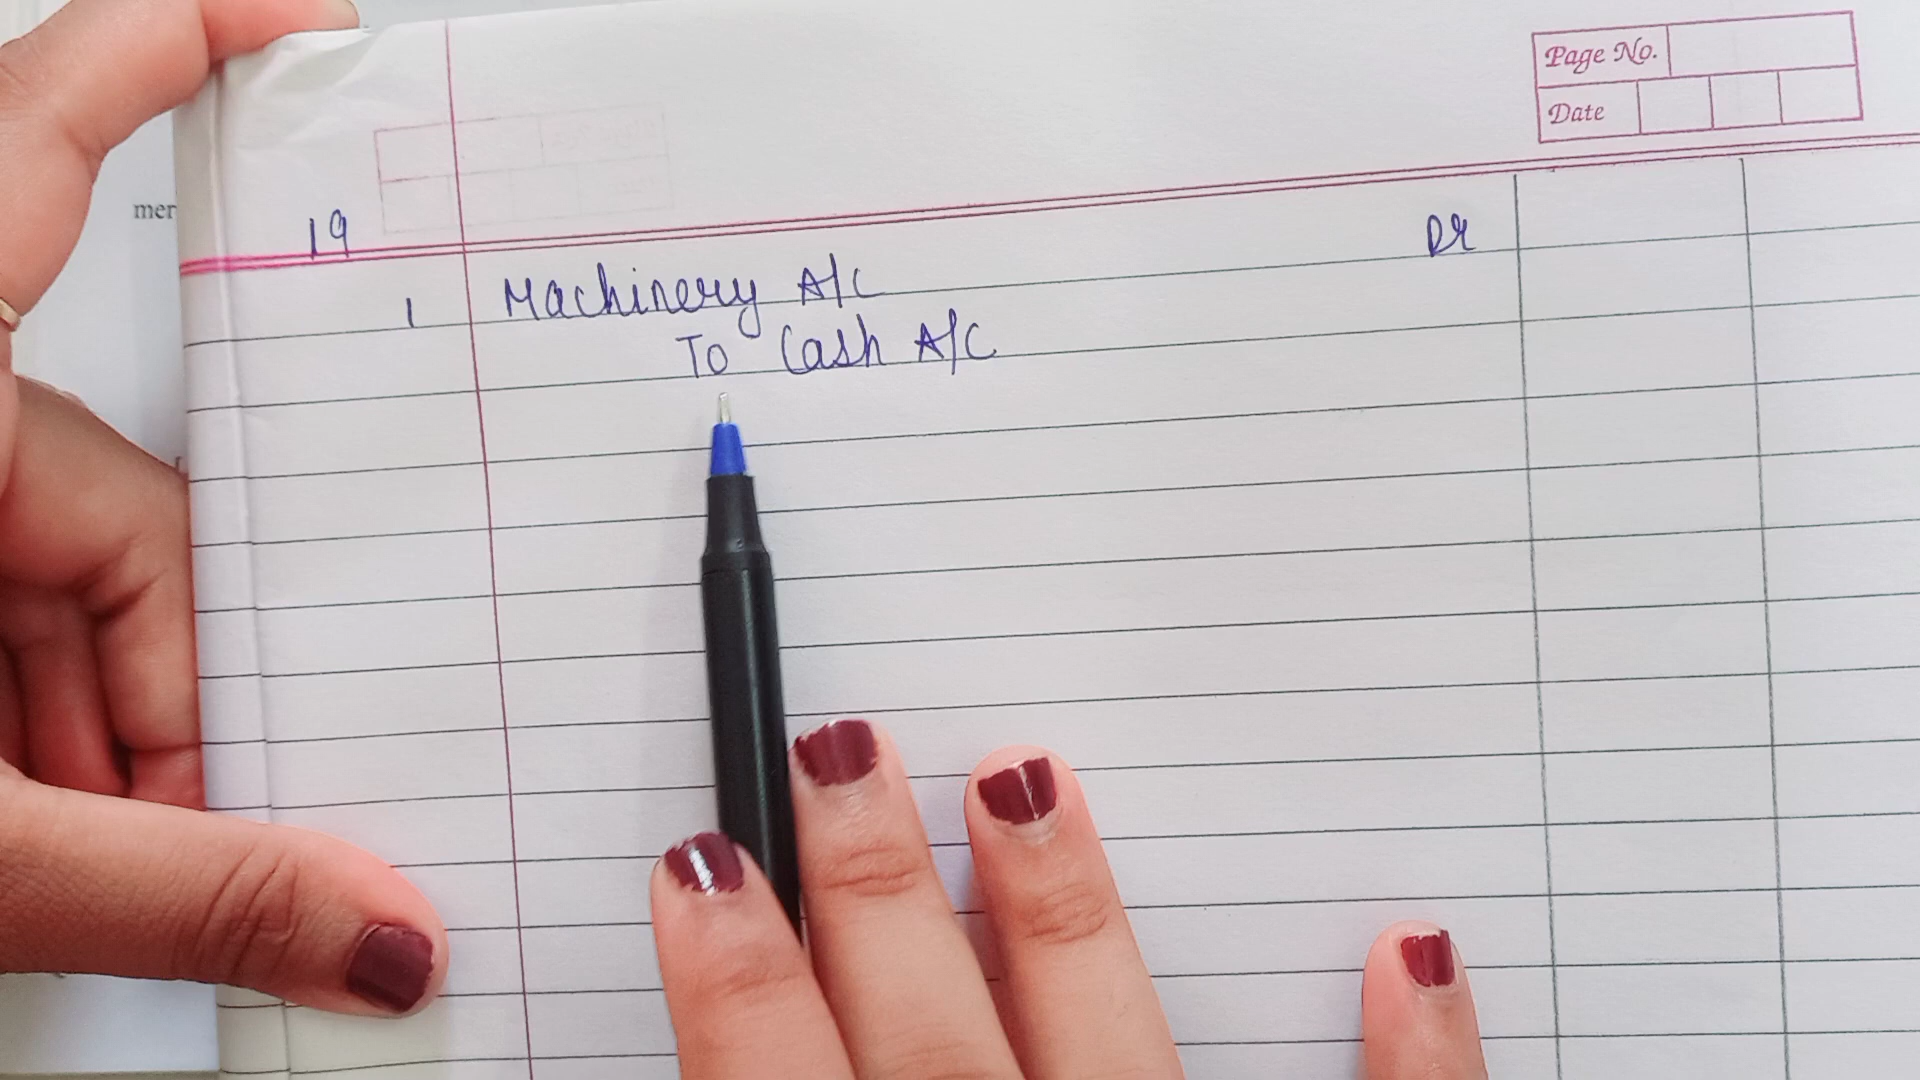 Page No.
Date
mer
19
Dr
1 Machinery A/c
To Cash A/c